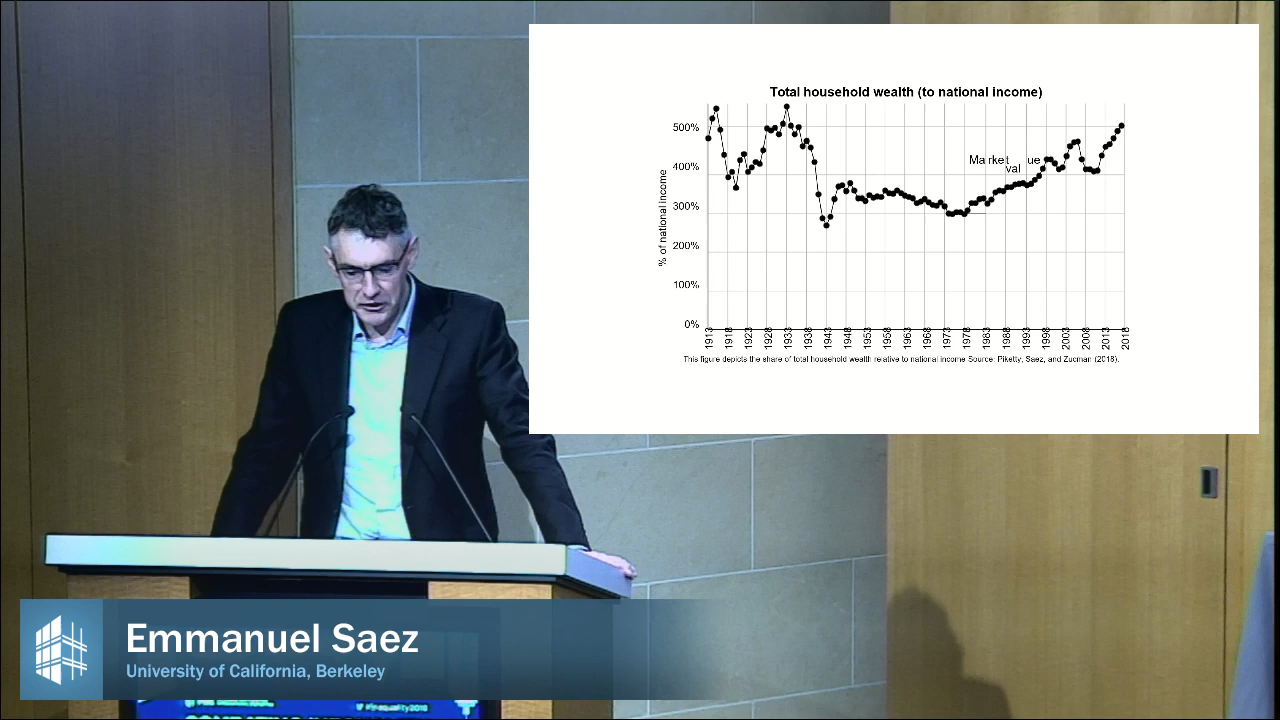 Total household wealth (to national income)
500%
400%
300%
200%
100%
0%
% of national income
Market value
1913 1918 1923 1928 1933 1938 1943 1948 1953 1958 1963 1968 1973 1978 1983 1988 1993 1998 2003 2008 2013 2018
This figure depicts the share of total household wealth relative to national income Source: Piketty, Saez, and Zucman (2018).
Emmanuel Saez
University of California, Berkeley